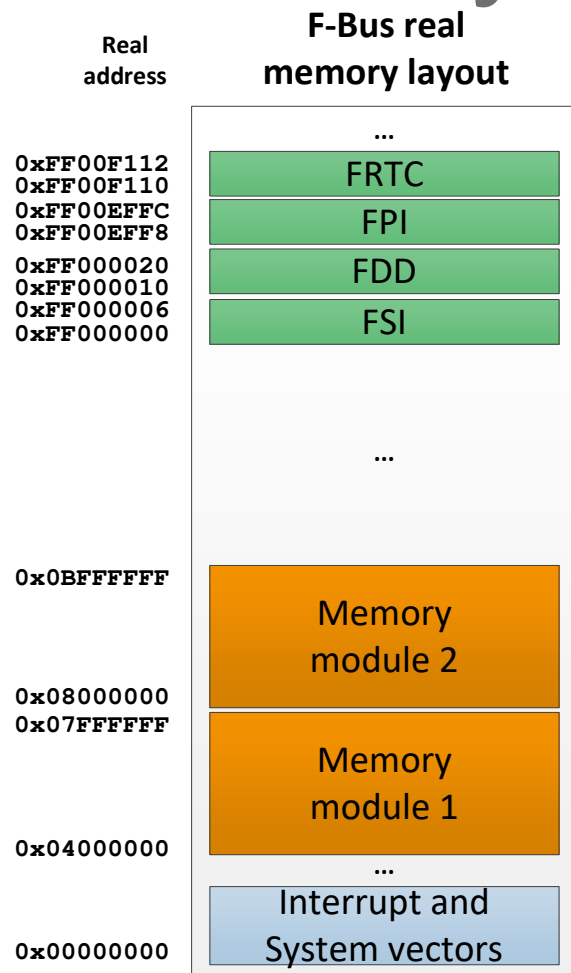 F-Bus real
memory layout
Real
address
...
0xFF00F112
0xFF00F110
FRTC
0xFF00EFFC
0xFF00EFF8
FPI
0xFF000020
0xFF000010
FDD
0xFF000006
0xFF000000
FSI
...
0x0BFFFFFF
Memory
module 2
0x08000000
0x07FFFFFF
Memory
module 1
0x04000000
...
Interrupt and
System vectors
0x00000000